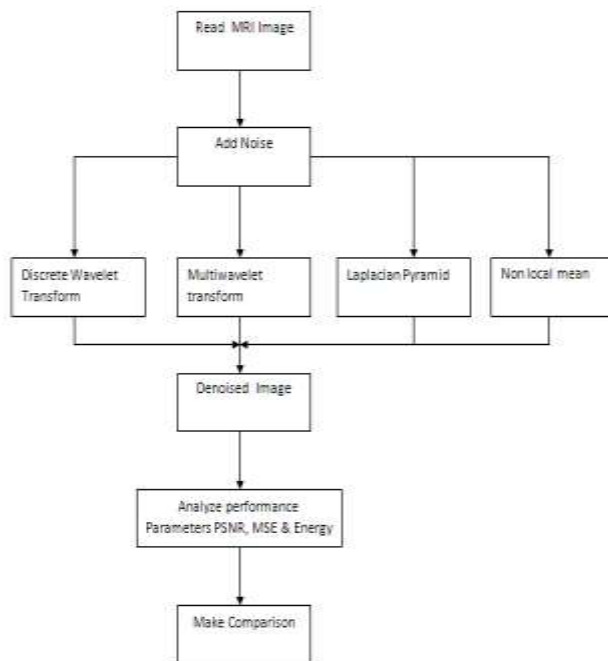 Read MRI Image
Add Noise
Discrete Wavelet
Transform
Multiwavelet
transform
Laplacian Pyramid
Non local mean
Denoised Image
Analyze performance
Parameters PSNR, MSE & Energy
Make Comparison